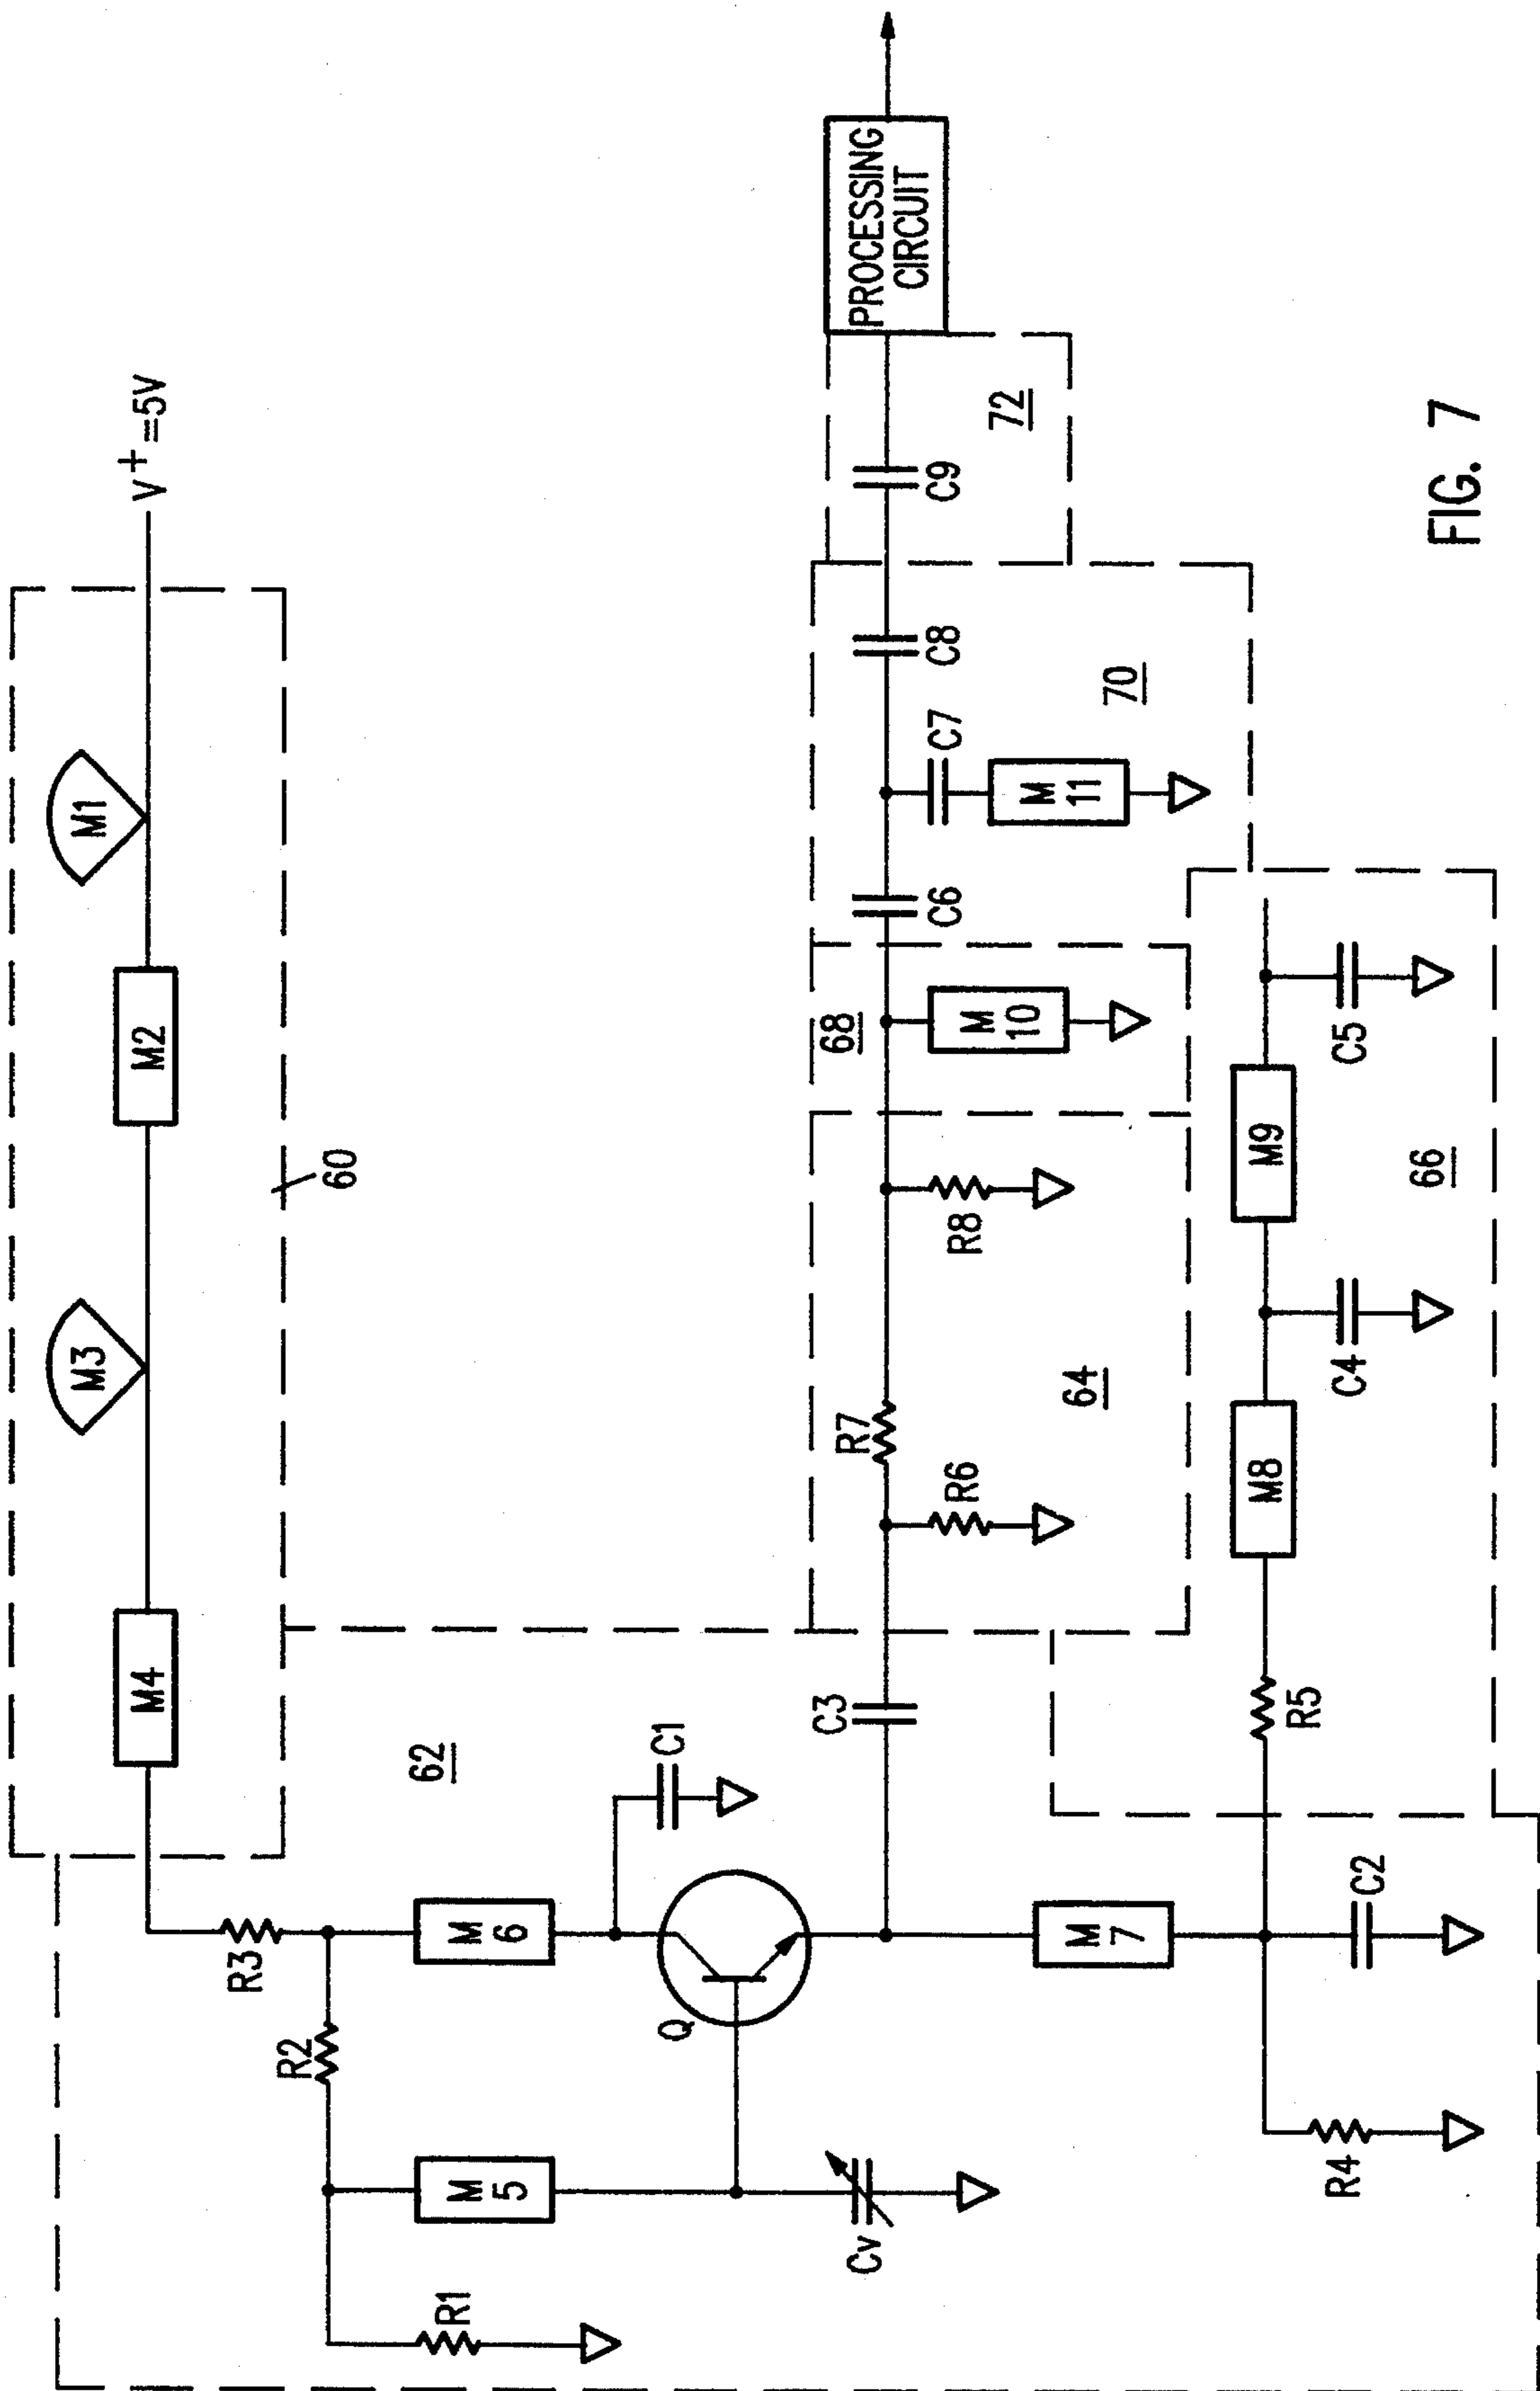 M4
M3
M2
M1
V+=5V
60
R3
R2
R1
M
5
M
6
Q
C1
62
Cv
C3
M
7
C2
R4
R7
R6
R8
64
68
M
10
C6
C7
M
11
C8
70
C9
72
PROCESSING
CIRCUIT
R5
M8
C4
M9
C5
66
FIG. 7